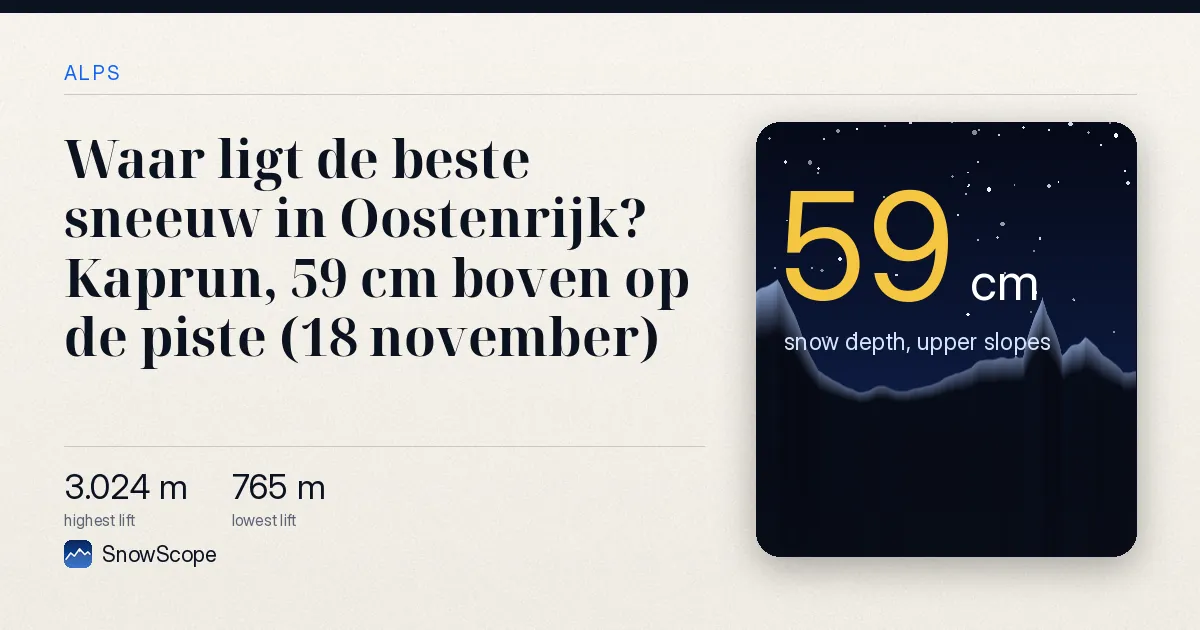 ALPS
Waar ligt de beste
sneeuw in Oostenrijk?
Kaprun, 59 cm boven op
de piste (18 november)
59 cm
snow depth, upper slopes
3.024 m
highest lift
765 m
lowest lift
SnowScope